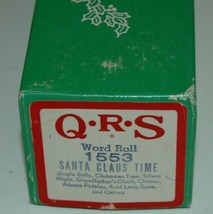 Q·R·S
Word Roll
1553
SANTA CLAUS TIME
Jingle Bells, Christmas Tree, Silent
Night, Grandfather's Clock, Chimes,
Adeste Fideles, Auld Lang Syne,
and Others